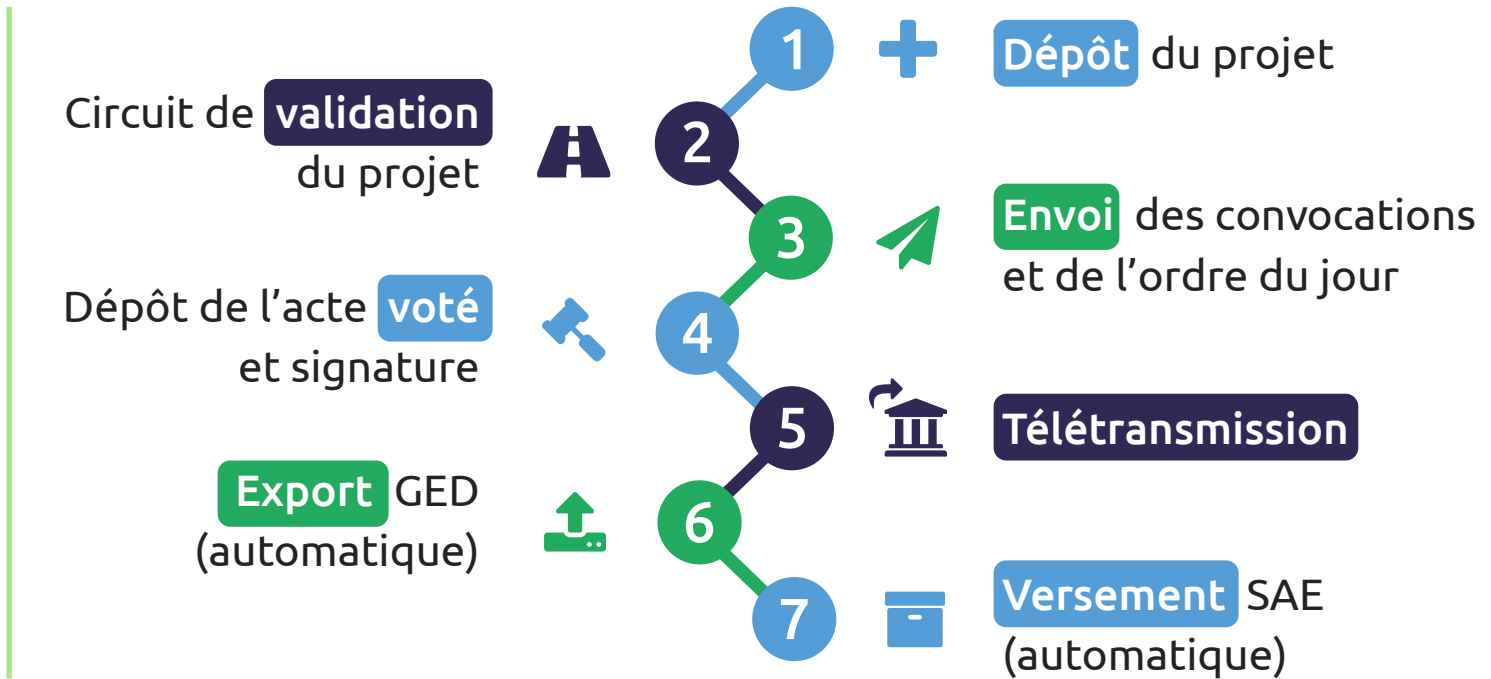 1
Dépôt du projet
Circuit de validation
du projet
2
3
Envoi des convocations
et de l’ordre du jour
Dépôt de l’acte voté
et signature
4
5
Télétransmission
Export GED
(automatique)
6
7
Versement SAE
(automatique)